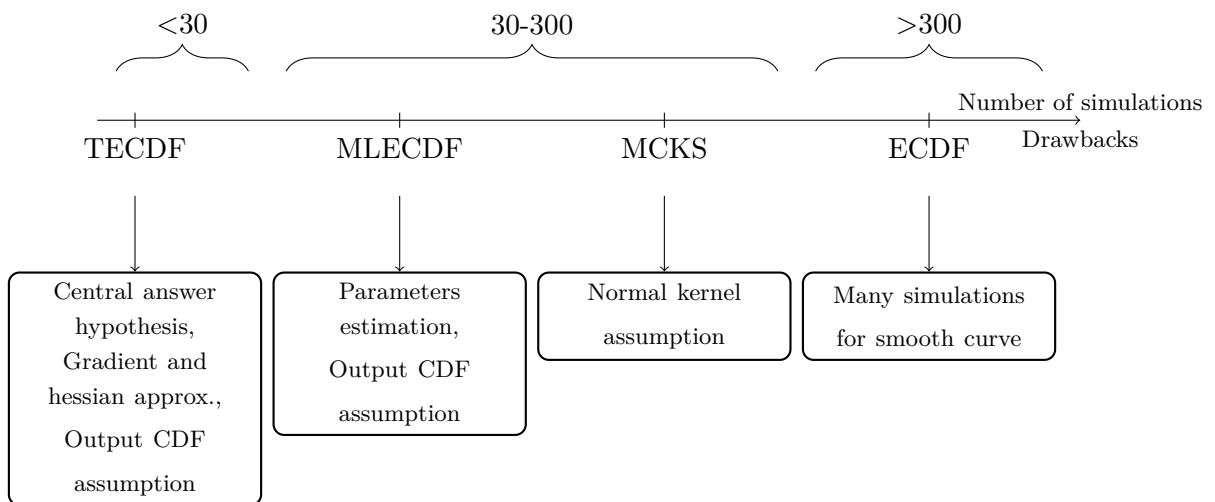 <30
30-300
>300
Number of simulations
Drawbacks
TECDF
MLECDF
MCKS
ECDF
Central answer
hypothesis,
Gradient and
hessian approx.,
Output CDF
assumption
Parameters
estimation,
Output CDF
assumption
Normal kernel
assumption
Many simulations
for smooth curve